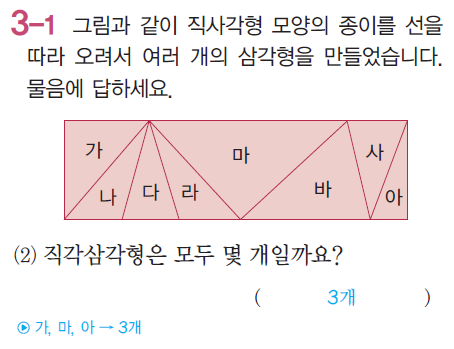 3-1 그림과 같이 직사각형 모양의 종이를 선을
따라 오려서 여러 개의 삼각형을 만들었습니다.
물음에 답하세요.
가 마 사
나 다 라 바 아
(2) 직각삼각형은 모두 몇 개일까요?
( 3개 )
▶ 가, 마, 아 → 3개